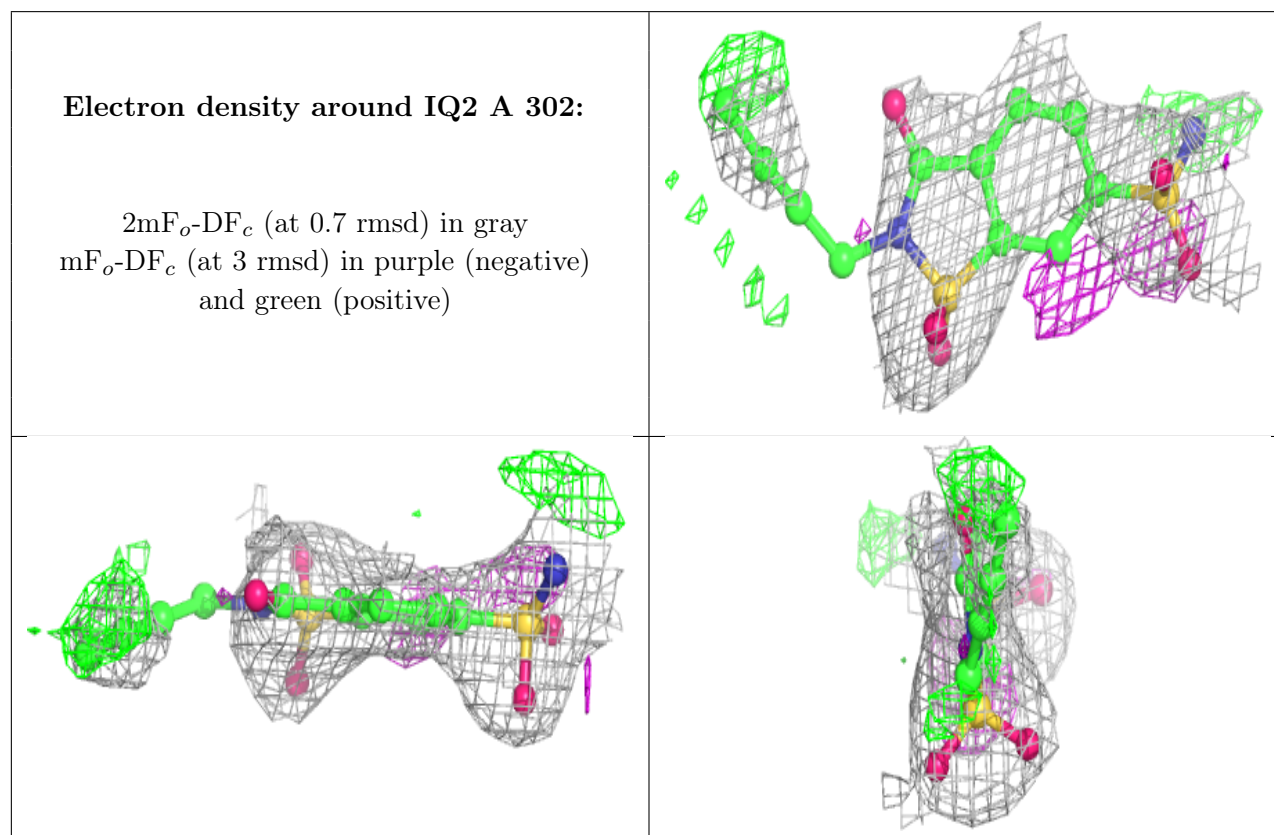 Electron density around IQ2 A 302:
2mFo-DFc (at 0.7 rmsd) in gray
mFo-DFc (at 3 rmsd) in purple (negative)
and green (positive)